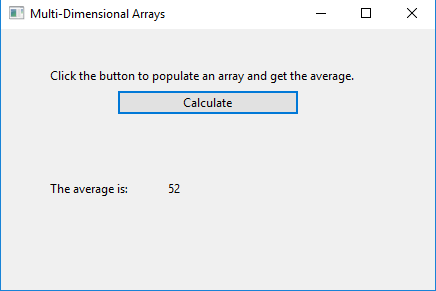 Multi-Dimensional Arrays
Click the button to populate an array and get the average.
Calculate
The average is: 52